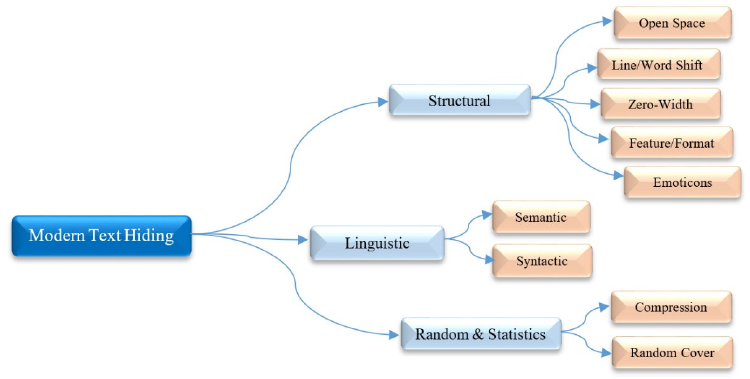 Modern Text Hiding
Structural
Open Space
Line/Word Shift
Zero-Width
Feature/Format
Emoticons
Linguistic
Semantic
Syntactic
Random & Statistics
Compression
Random Cover